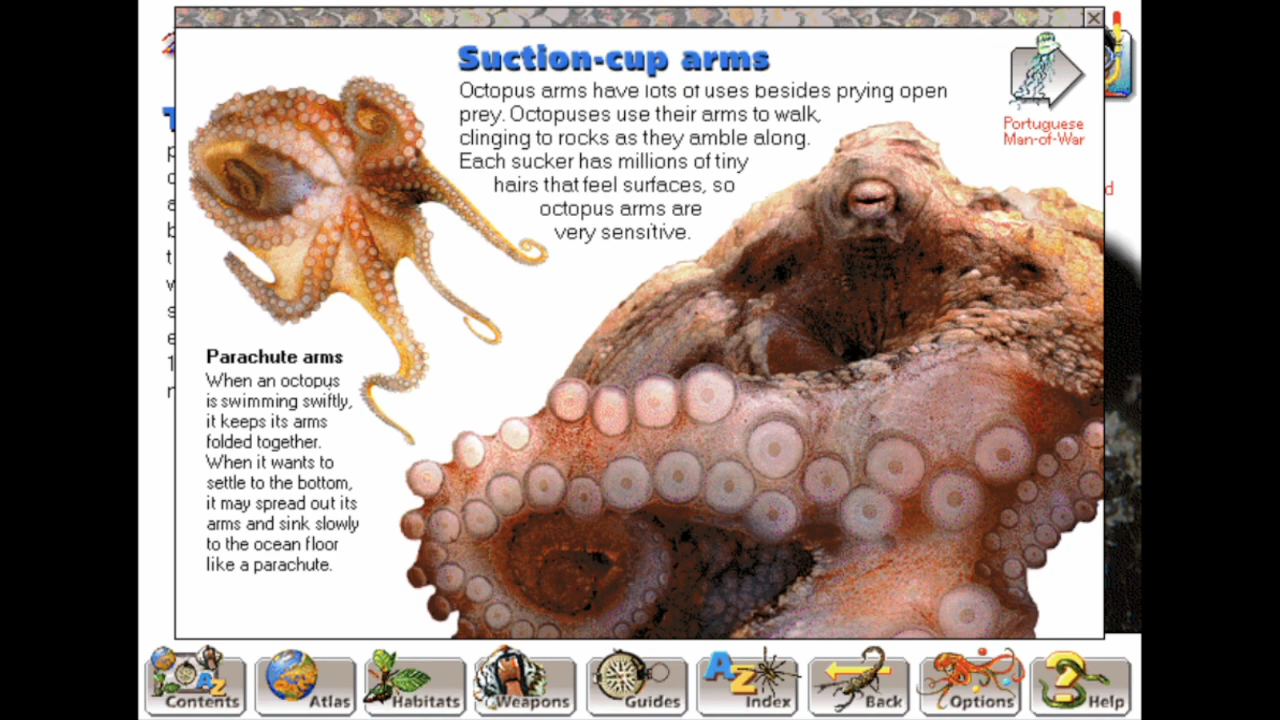 Suction-cup arms
Octopus arms have lots of uses besides prying open
prey. Octopuses use their arms to walk,
clinging to rocks as they amble along.
Each sucker has millions of tiny
hairs that feel surfaces, so
octopus arms are
very sensitive.
Portuguese
Man-of-War
Parachute arms
When an octopus
is swimming swiftly,
it keeps its arms
folded together.
When it wants to
settle to the bottom,
it may spread out its
arms and sink slowly
to the ocean floor
like a parachute.
Contents
Atlas
Habitats
Weapons
Guides
AZ Index
Back
Options
? Help